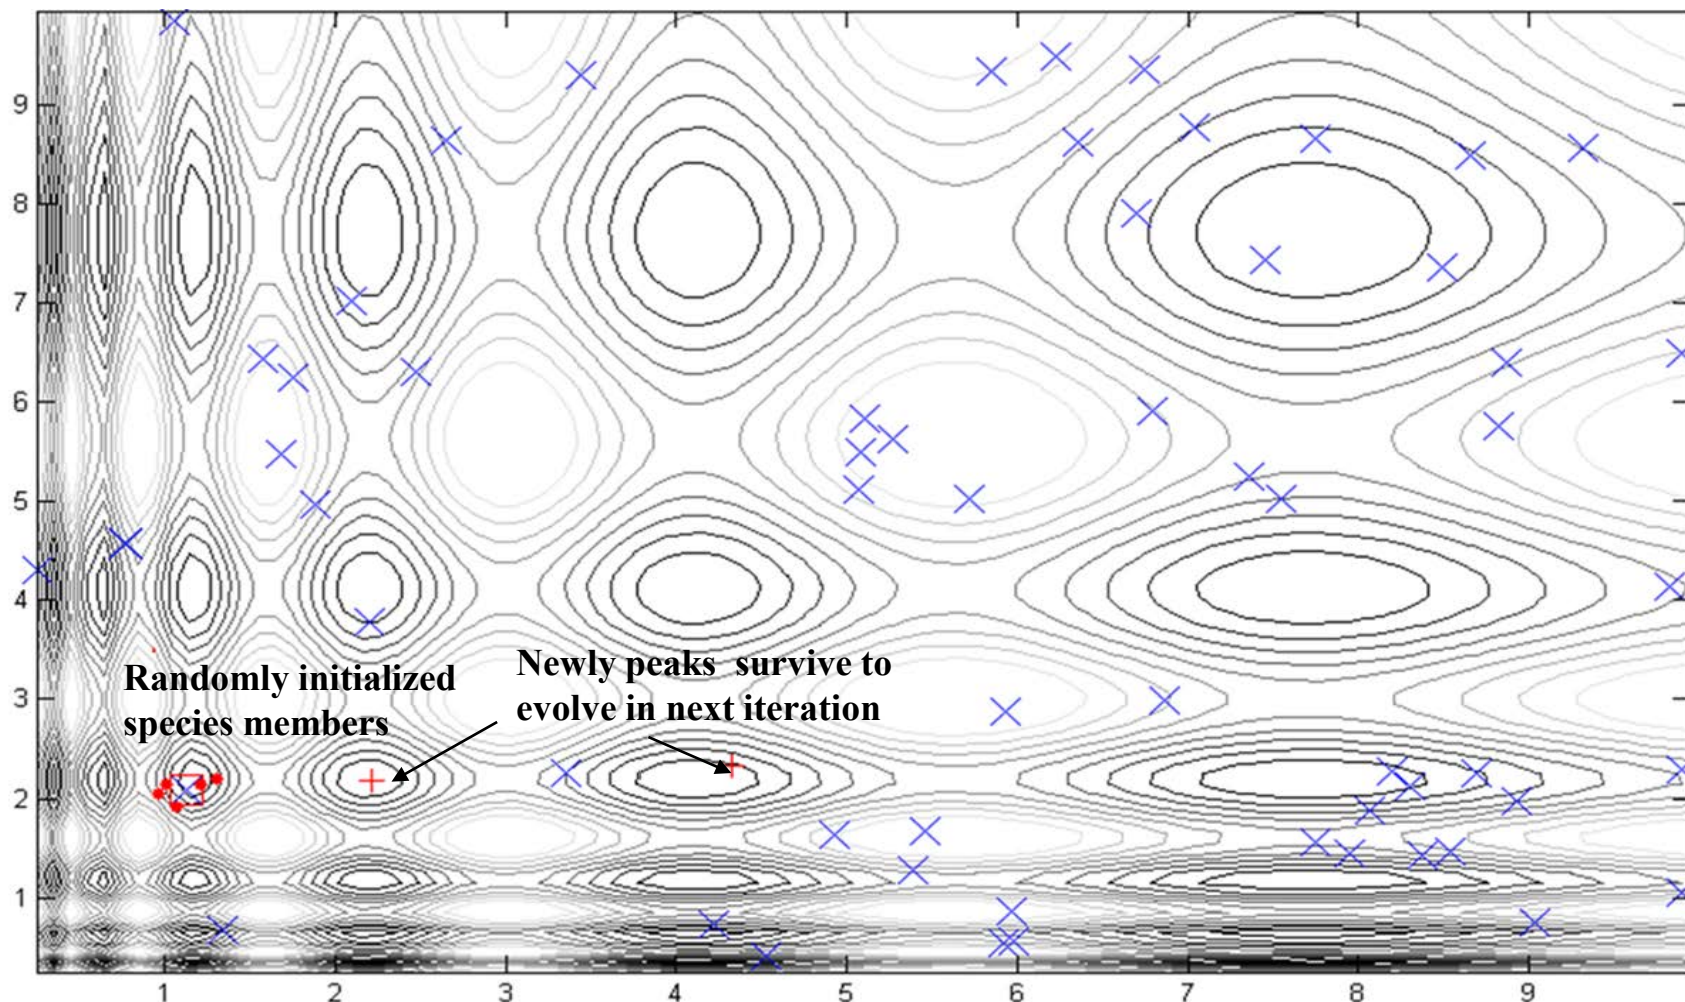 9
8
7
6
5
4
3
2
1
Randomly initialized
species members
Newly peaks survive to
evolve in next iteration
1 2 3 4 5 6 7 8 9